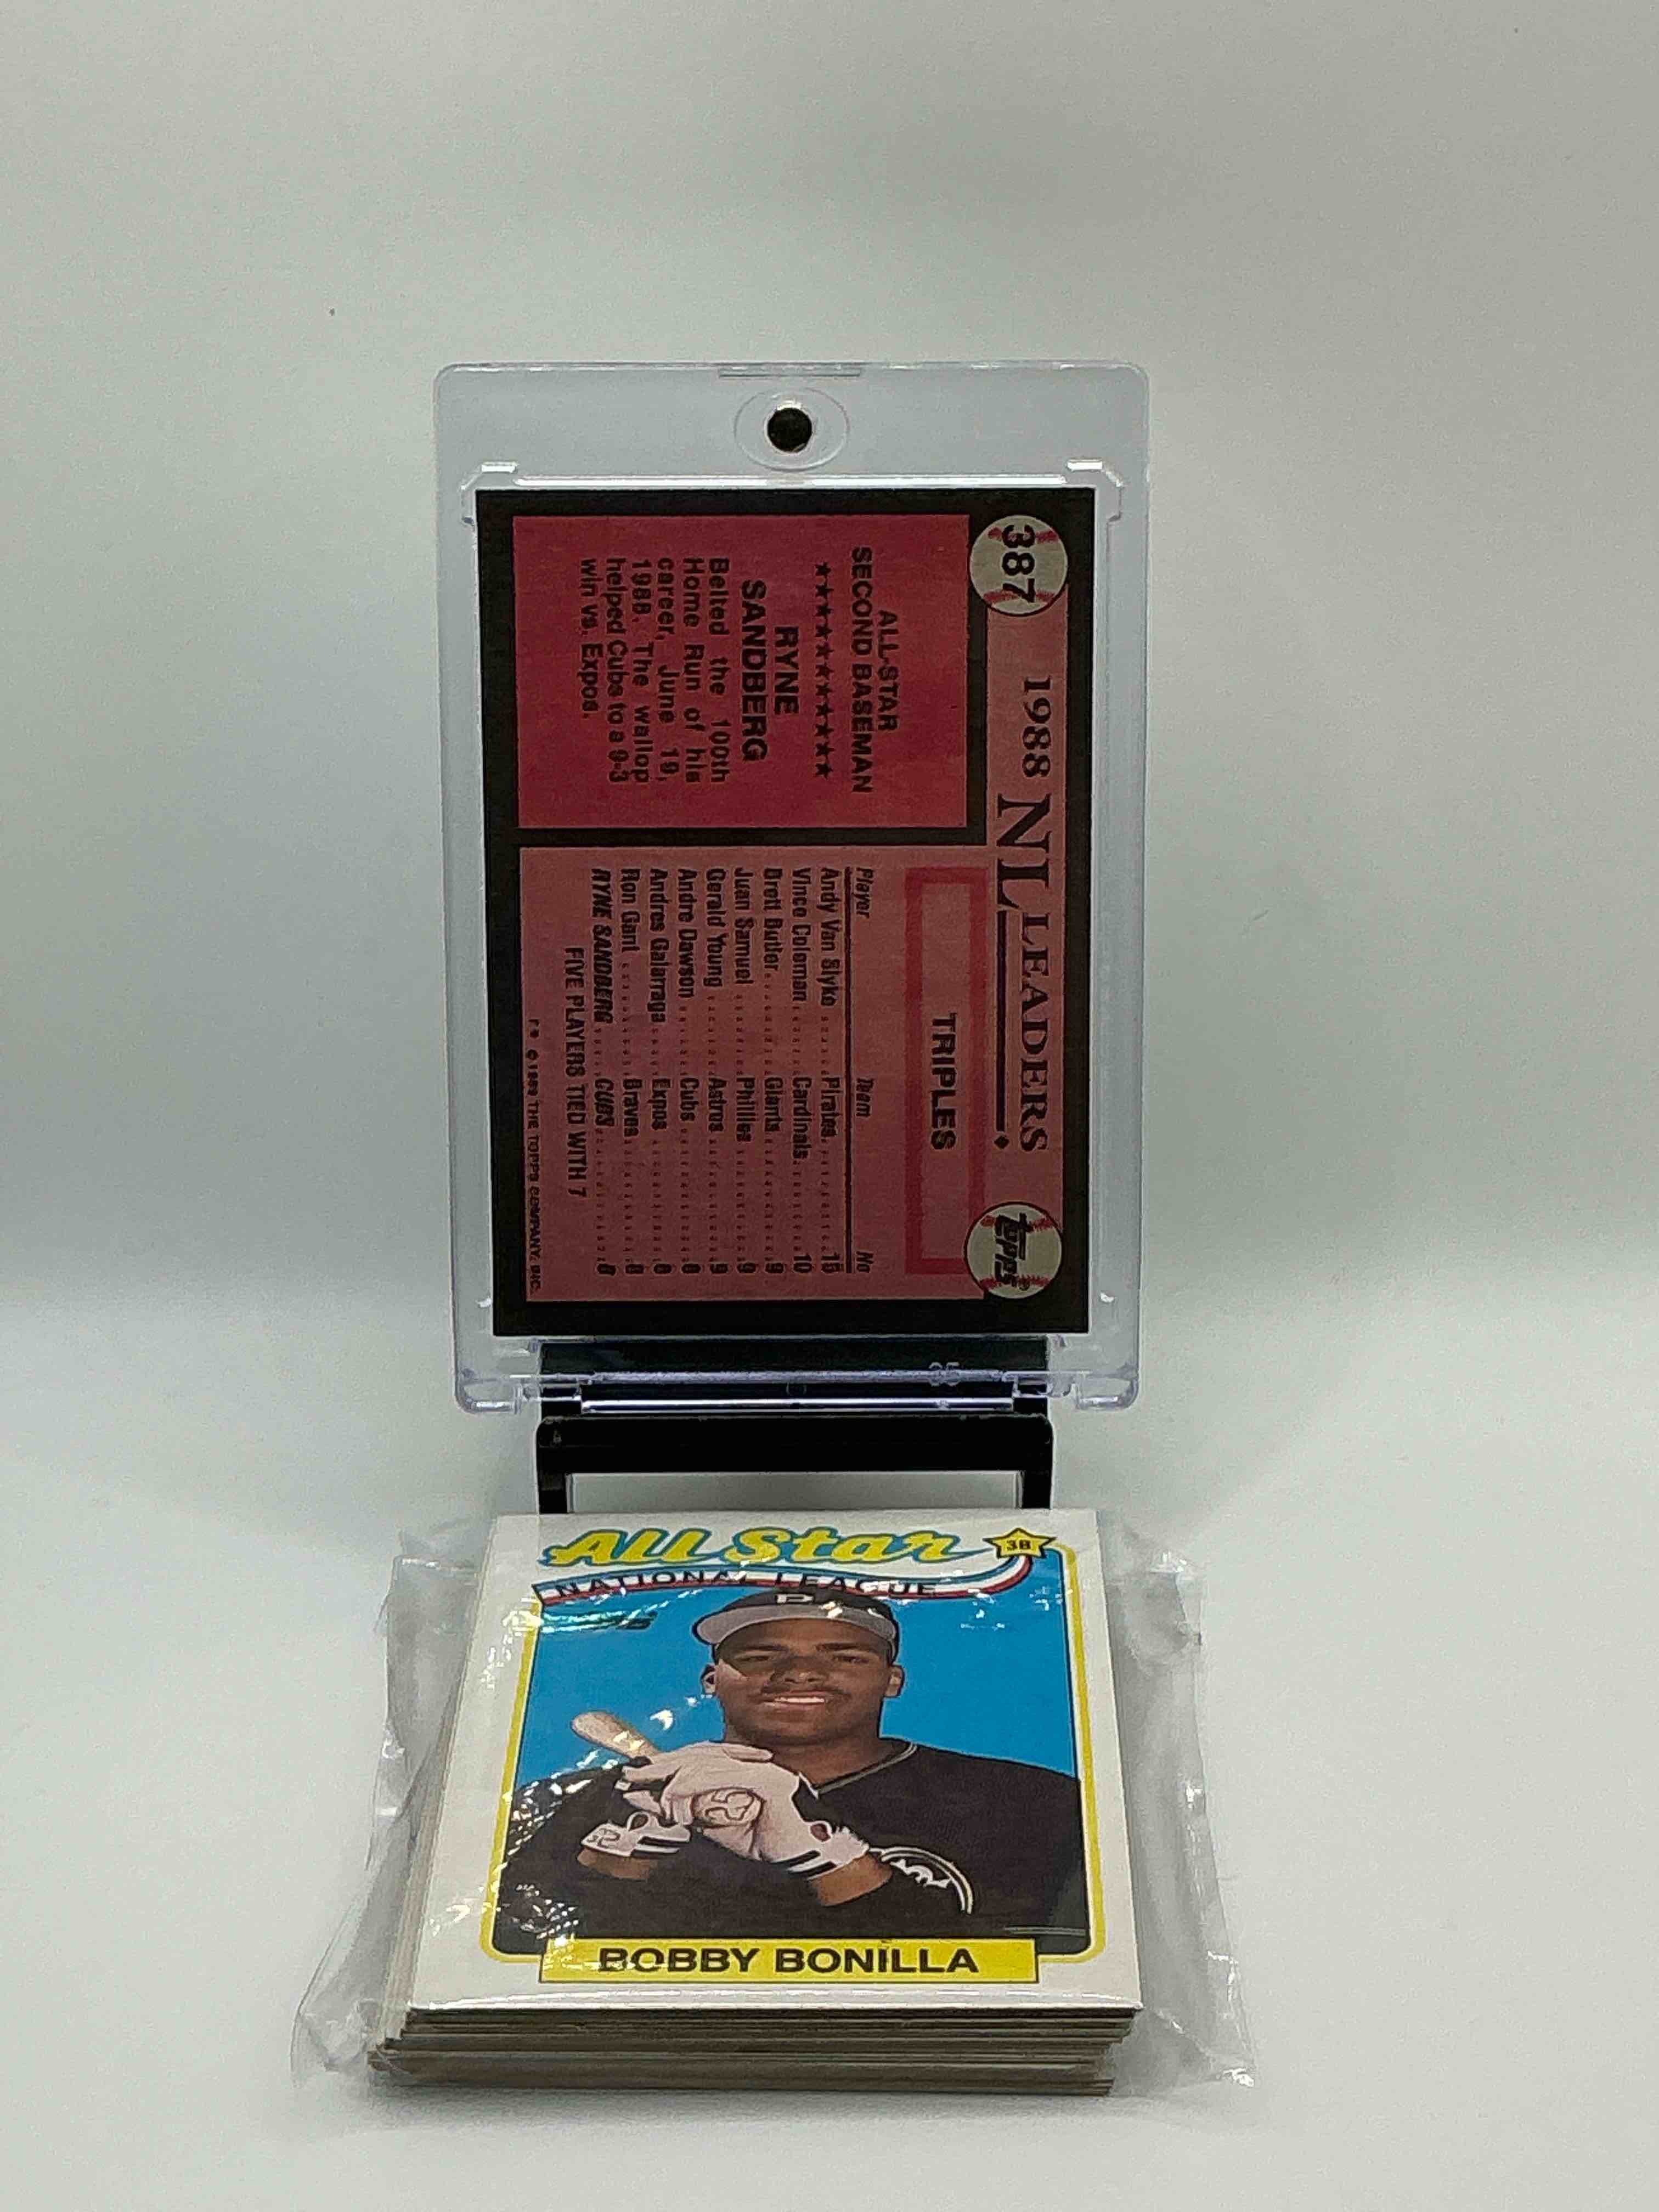 387
1988 NL LEADERS
Topps
ALL-STAR
SECOND BASEMAN
RYNE
SANDBERG
Belted the 100th
Home Run of his
career, June 19,
1988. The wallop
helped Cubs to a 9-3
win vs. Expos.
TRIPLES
Player Team No
Andy Van Slyke Pirates 15
Vince Coleman Cardinals 10
Brett Butler Giants 9
Juan Samuel Phillies 9
Gerald Young Astros 9
Andre Dawson Cubs 8
Andres Galarraga Expos 8
Ron Gant Braves 8
RYNE SANDBERG CUBS 8
FIVE PLAYERS TIED WITH 7
© 1989 THE TOPPS COMPANY, INC.
35
All Star
3B
NATIONAL LEAGUE
P
BOBBY BONILLA